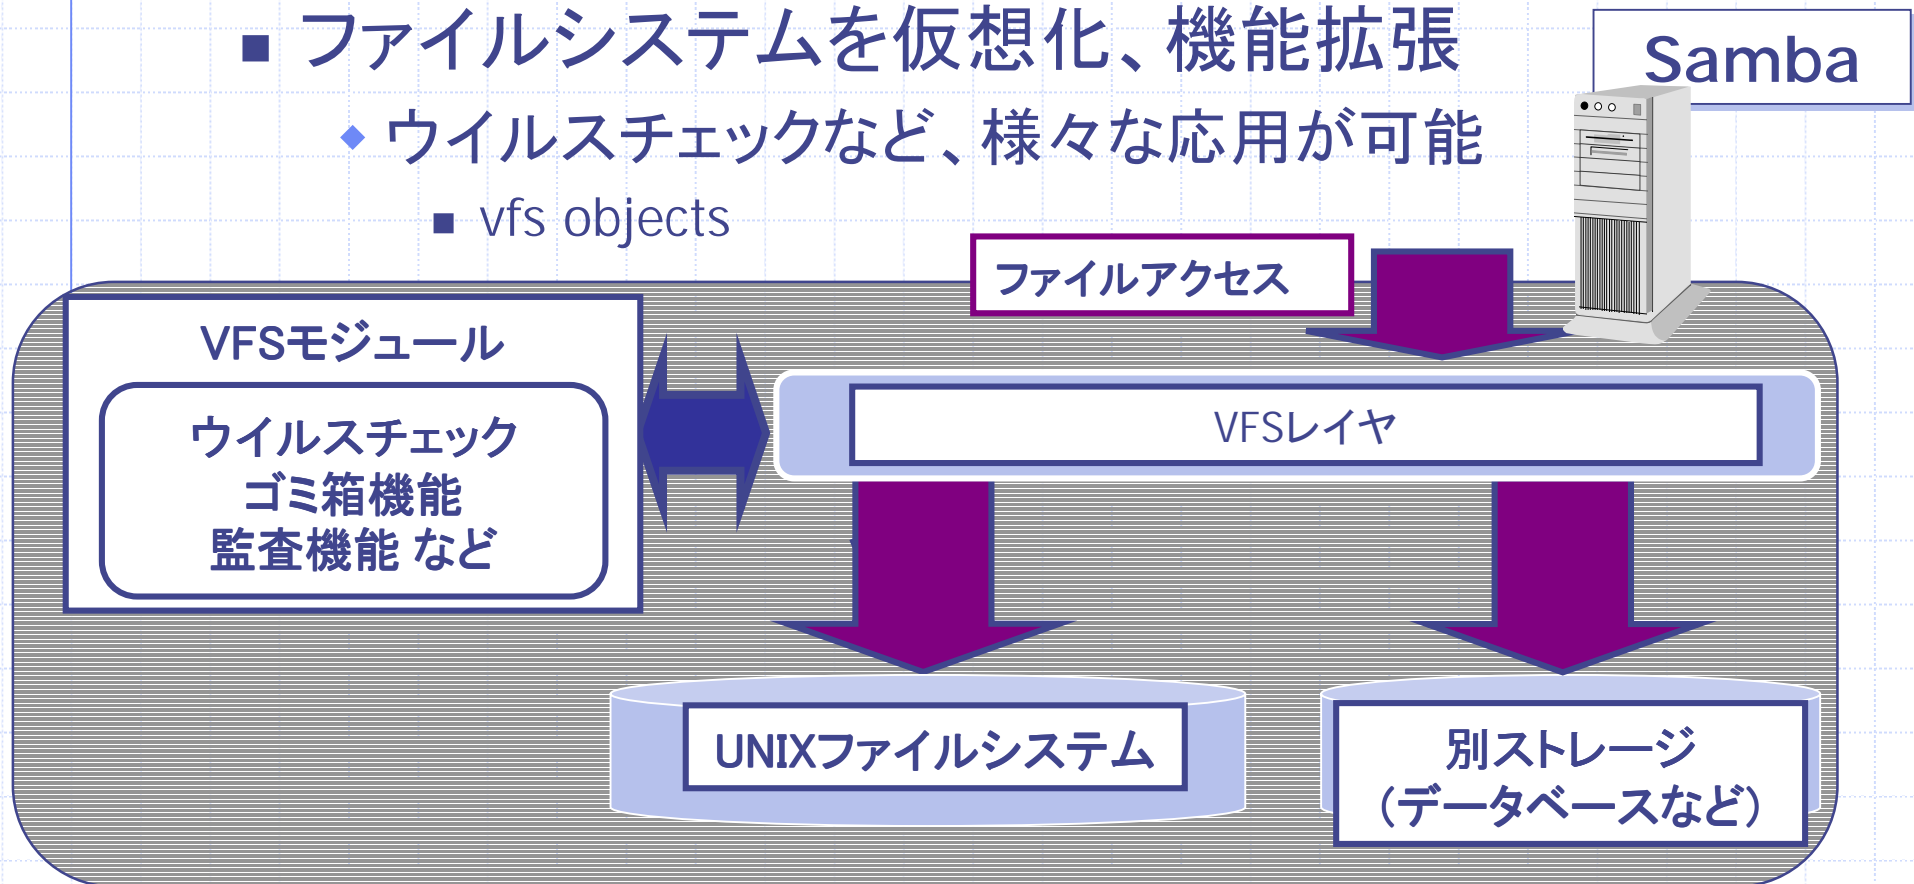 ファイルシステムを仮想化、機能拡張
Samba
ウイルスチェックなど、様々な応用が可能
vfs objects
ファイルアクセス
VFSモジュール
ウイルスチェック
ゴミ箱機能
監査機能 など
VFSレイヤ
UNIXファイルシステム
別ストレージ
（データベースなど）